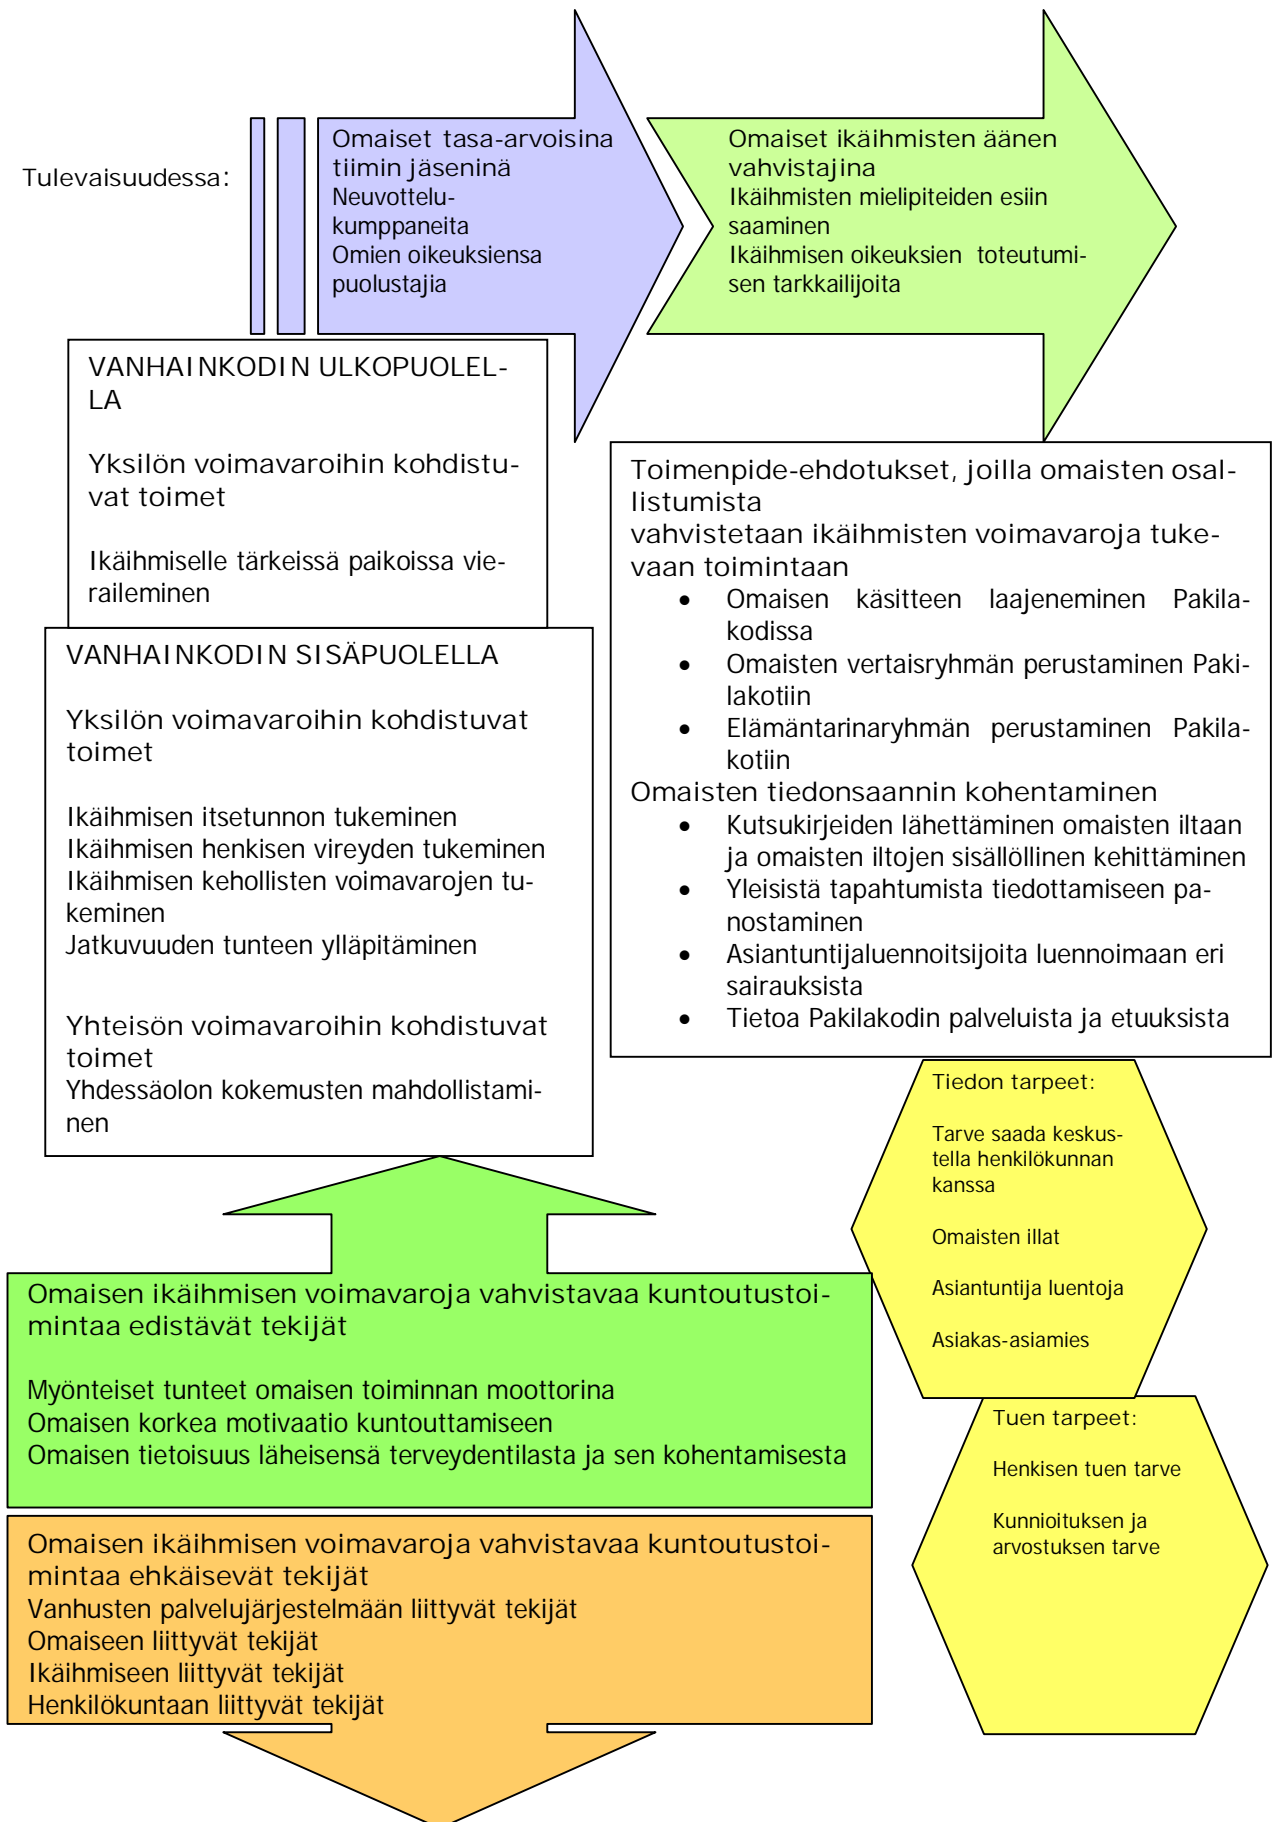 Tulevaisuudessa:
Omaiset tasa-arvoisina
tiimin jäseninä
Neuvottelu-
kumppaneita
Omien oikeuksiensa
puolustajia
Omaiset ikäihmisten äänen
vahvistajina
Ikäihmisten mielipiteiden esiin
saaminen
Ikäihmisen oikeuksien  toteutumi-
sen tarkkailijoita
VANHAINKODIN ULKOPUOLEL-
LA
Yksilön voimavaroihin kohdistu-
vat toimet
Ikäihmiselle tärkeissä paikoissa vie-
raileminen
VANHAINKODIN SISÄPUOLELLA
Yksilön voimavaroihin kohdistuvat
toimet
Ikäihmisen itsetunnon tukeminen
Ikäihmisen henkisen vireyden tukeminen
Ikäihmisen kehollisten voimavarojen tu-
keminen
Jatkuvuuden tunteen ylläpitäminen
Yhteisön voimavaroihin kohdistuvat
toimet
Yhdessäolon kokemusten mahdollistami-
nen
Toimenpide-ehdotukset, joilla omaisten osal-
listumista
vahvistetaan ikäihmisten voimavaroja tuke-
vaan toimintaan
• Omaisen käsitteen laajeneminen Pakila-
kodissa
• Omaisten vertaisryhmän perustaminen Paki-
lakotiin
• Elämäntarinaryhmän perustaminen Pakila-
kotiin
Omaisten tiedonsaannin kohentaminen
• Kutsukirjeiden lähettäminen omaisten iltaan
ja omaisten iltojen sisällöllinen kehittäminen
• Yleisistä tapahtumista tiedottamiseen pa-
nostaminen
• Asiantuntijaluennoitsijoita luennoimaan eri
sairauksista
• Tietoa Pakilakodin palveluista ja etuuksista
Tiedon tarpeet:
Tarve saada keskus-
tella henkilökunnan
kanssa
Omaisten illat
Asiantuntija luentoja
Asiakas-asiamies
Tuen tarpeet:
Henkisen tuen tarve
Kunnioituksen ja
arvostuksen tarve
Omaisen ikäihmisen voimavaroja vahvistavaa kuntoutustoi-
mintaa edistävät tekijät
Myönteiset tunteet omaisen toiminnan moottorina
Omaisen korkea motivaatio kuntouttamiseen
Omaisen tietoisuus läheisensä terveydentilasta ja sen kohentamisesta
Omaisen ikäihmisen voimavaroja vahvistavaa kuntoutustoi-
mintaa ehkäisevät tekijät
Vanhusten palvelujärjestelmään liittyvät tekijät
Omaiseen liittyvät tekijät
Ikäihmiseen liittyvät tekijät
Henkilökuntaan liittyvät tekijät